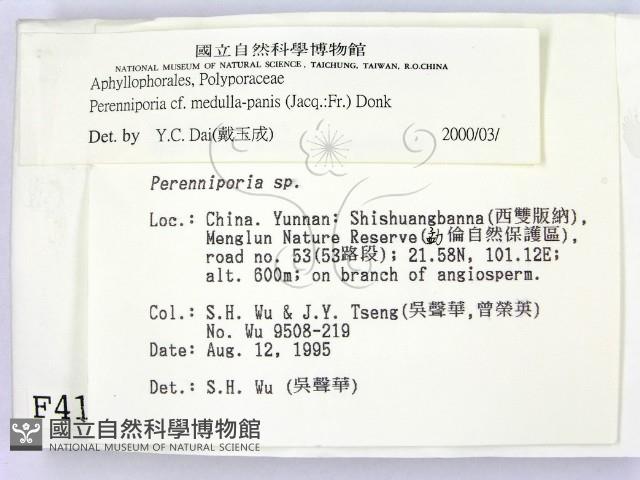 國立自然科學博物館
NATIONAL MUSEUM OF NATURAL SCIENCE, TAICHUNG, TAIWAN, R.O.CHINA
Aphyllophorales, Polyporaceae
Perenniporia cf. medulla-panis (Jacq.:Fr.) Donk
Det. by Y.C. Dai(戴玉成) 2000/03/
Perenniporia sp.
Loc.: China. Yunnan: Shishuangbanna(西雙版納),
Menglun Nature Reserve(勐倫自然保護區),
road no. 53(53路段); 21.58N, 101.12E;
alt. 600m; on branch of angiosperm.
Col.: S.H. Wu & J.Y. Tseng(吳聲華,曾榮英)
No. Wu 9508-219
Date: Aug. 12, 1995
Det.: S.H. Wu (吳聲華)
F41
國立自然科學博物館
NATIONAL MUSEUM OF NATURAL SCIENCE